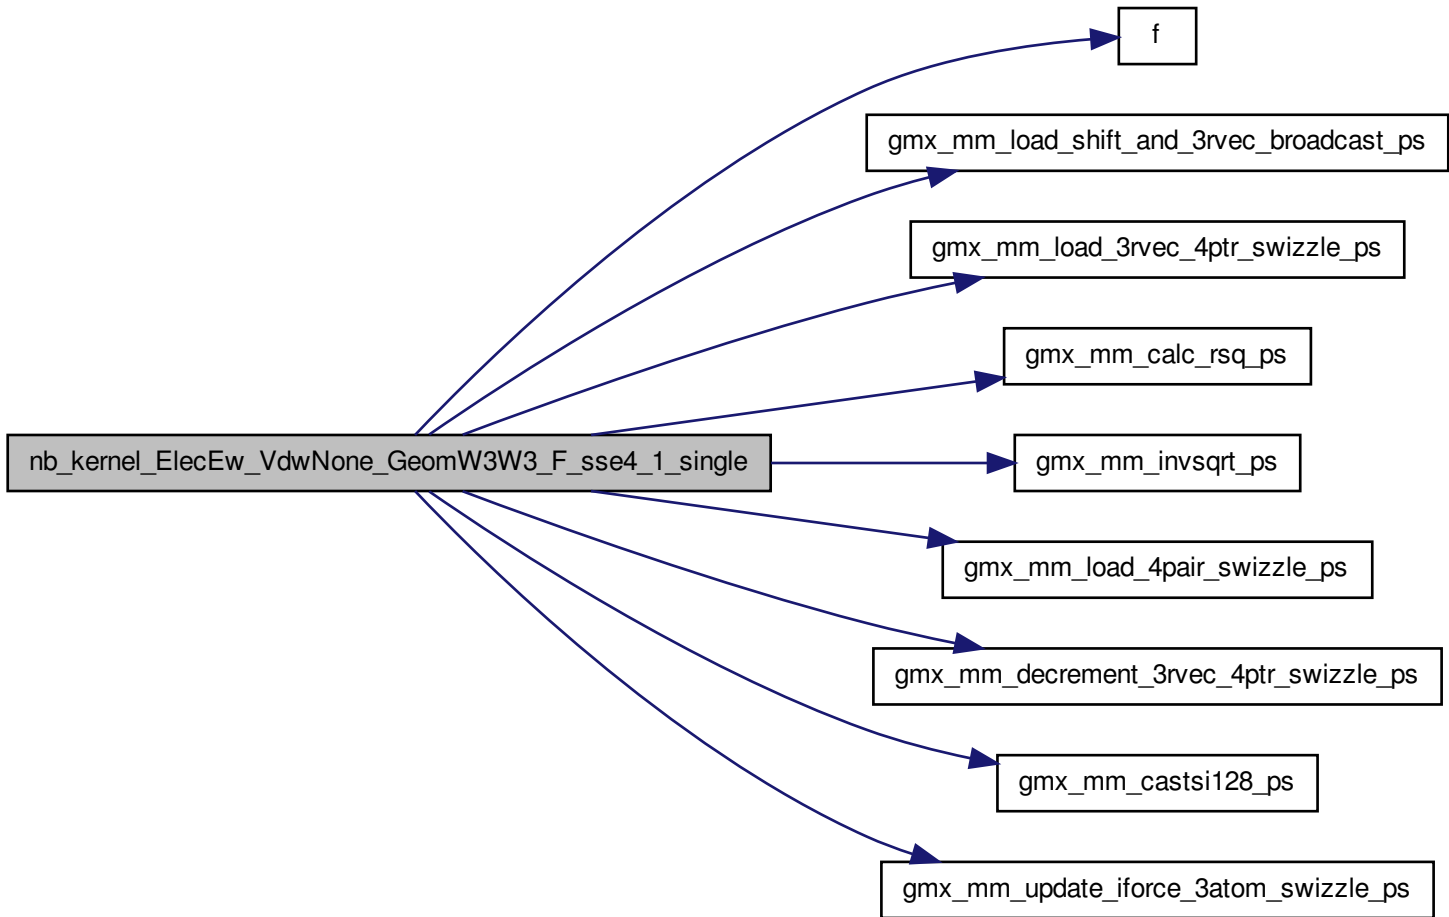 f
gmx_mm_load_shift_and_3rvec_broadcast_ps
gmx_mm_load_3rvec_4ptr_swizzle_ps
gmx_mm_calc_rsq_ps
nb_kernel_ElecEw_VdwNone_GeomW3W3_F_sse4_1_single
gmx_mm_invsqrt_ps
gmx_mm_load_4pair_swizzle_ps
gmx_mm_decrement_3rvec_4ptr_swizzle_ps
gmx_mm_castsi128_ps
gmx_mm_update_iforce_3atom_swizzle_ps